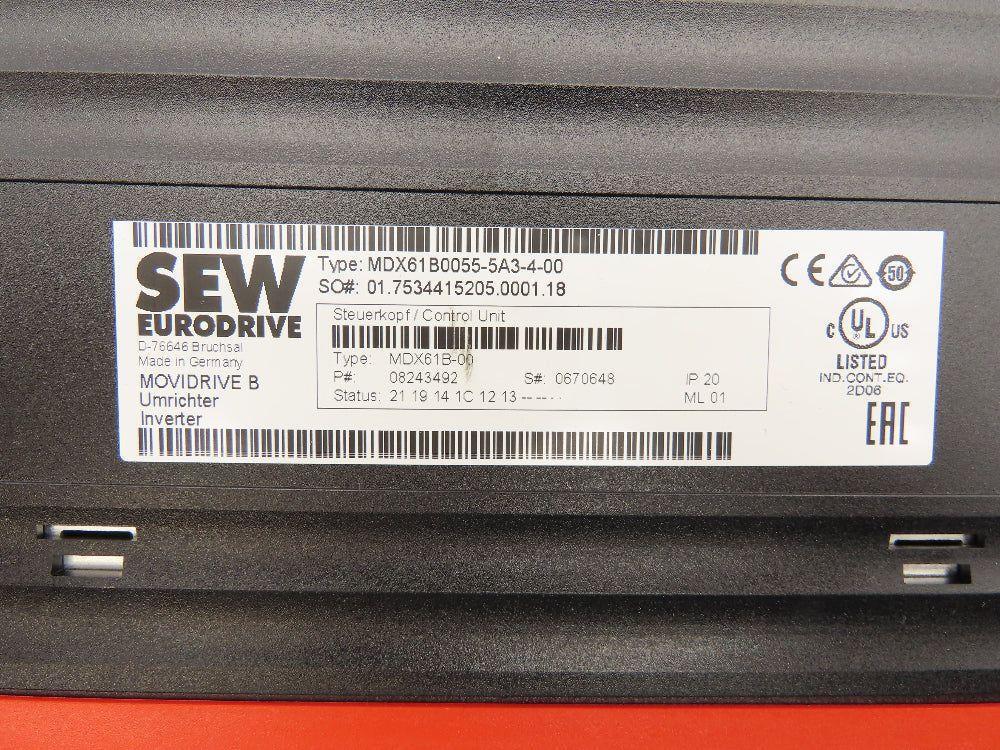 SEW
EURODRIVE
D-76646 Bruchsal
Made in Germany
MOVIDRIVE B
Umrichter
Inverter
Type: MDX61B0055-5A3-4-00
SO#: 01.7534415205.0001.18
Steuerkopf / Control Unit
Type: MDX61B-00
P#: 08243492 S#: 0670648 IP 20
Status: 21 19 14 1C 12 13 -- -- -- ML 01
CE 50
C UL US
LISTED
IND.CONT.EQ.
2D06
EAC